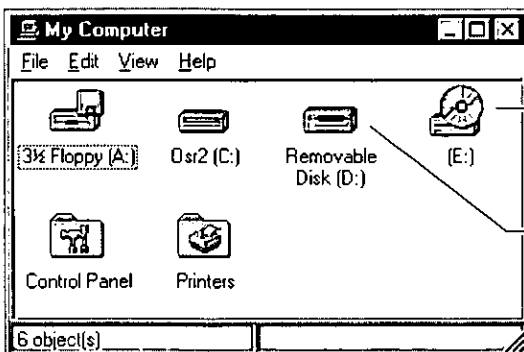 My Computer
File Edit View Help
3½ Floppy (A:) Osr2 (C:) Removable Disk (D:) (E:)
Control Panel Printers
6 object(s)